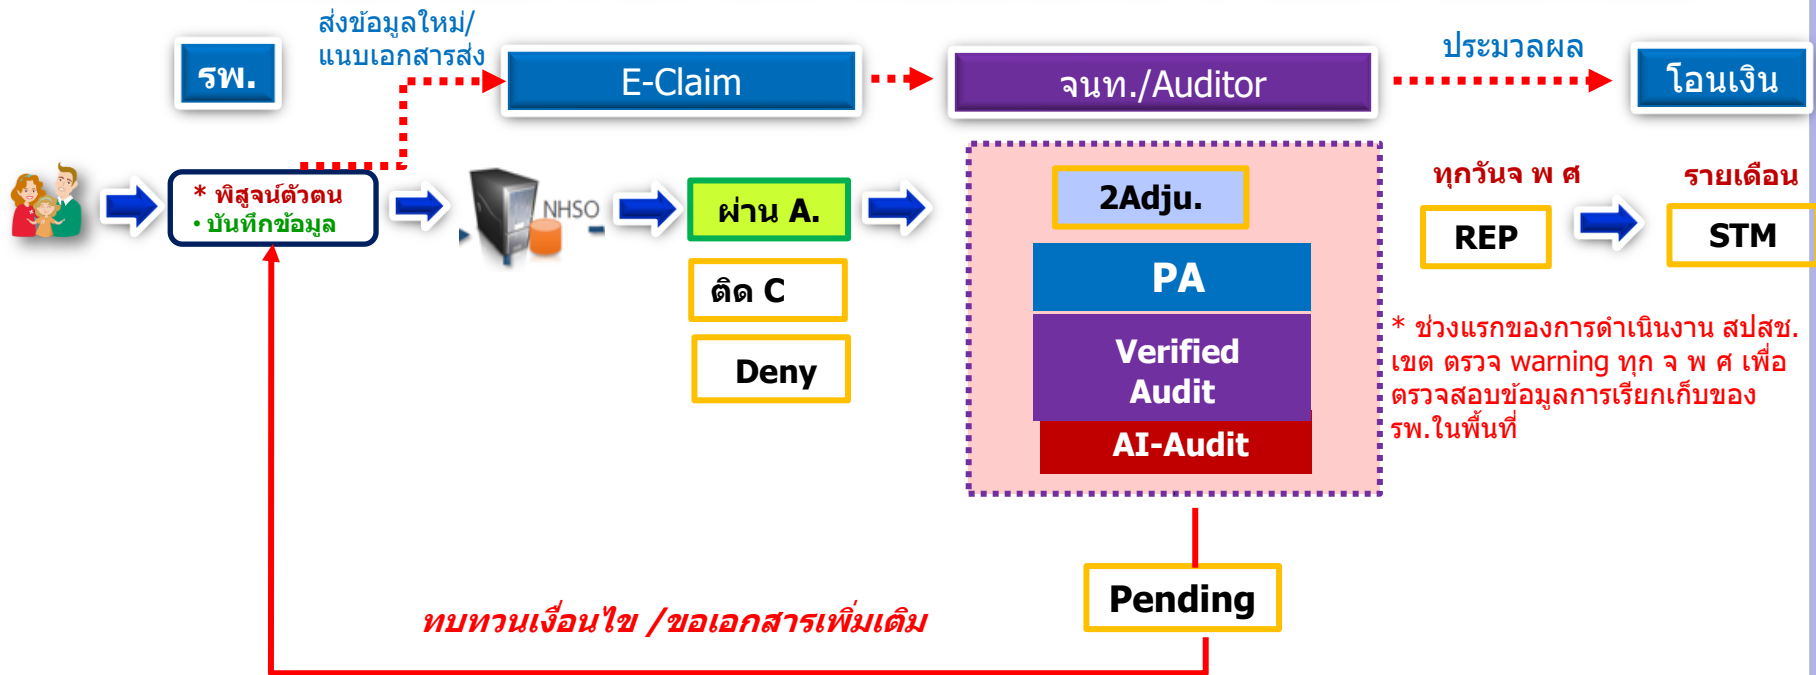 ส่งข้อมูลใหม่/
แนบเอกสารส่ง
รพ.
E-Claim
จนท./Auditor
ประมวลผล
โอนเงิน
* พิสูจน์ตัวตน
• บันทึกข้อมูล
NHSO
ผ่าน A.
ติด C
Deny
2Adju.
PA
Verified
Audit
AI-Audit
ทุกวันจ พ ศ
REP
รายเดือน
STM
* ช่วงแรกของการดำเนินงาน สปสช.
เขต ตรวจ warning ทุก จ พ ศ เพื่อ
ตรวจสอบข้อมูลการเรียกเก็บของ
รพ.ในพื้นที่
Pending
ทบทวนเงื่อนไข /ขอเอกสารเพิ่มเติม